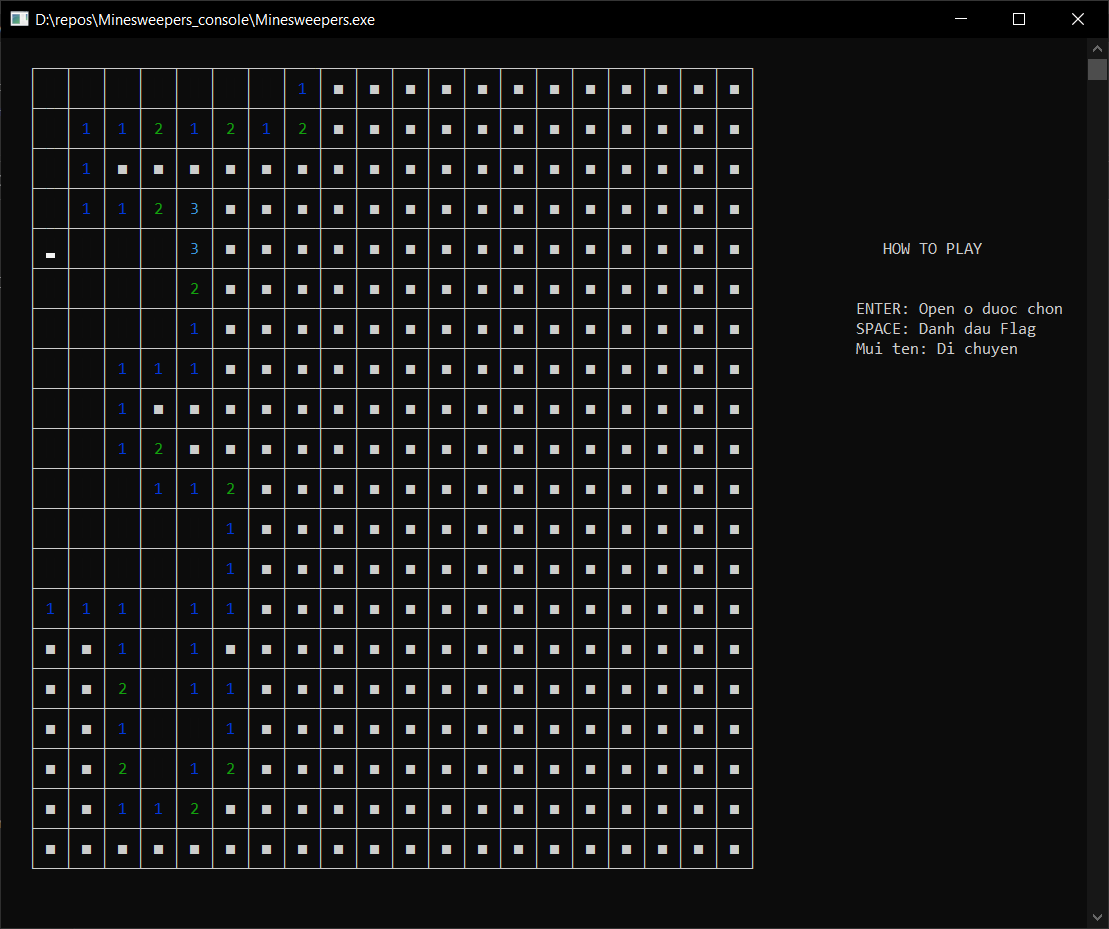 D:\repos\Minesweepers_console\Minesweepers.exe
1
1 1 2 1 2 1 2
1
1 1 2 3
3
HOW TO PLAY
2
ENTER: Open o duoc chon
1
SPACE: Danh dau Flag
Mui ten: Di chuyen
1 1 1
1
1 2
1 1 2
1
1
1 1 1 1 1
1 1
2 1 1
1 1
2 1 2
1 1 2